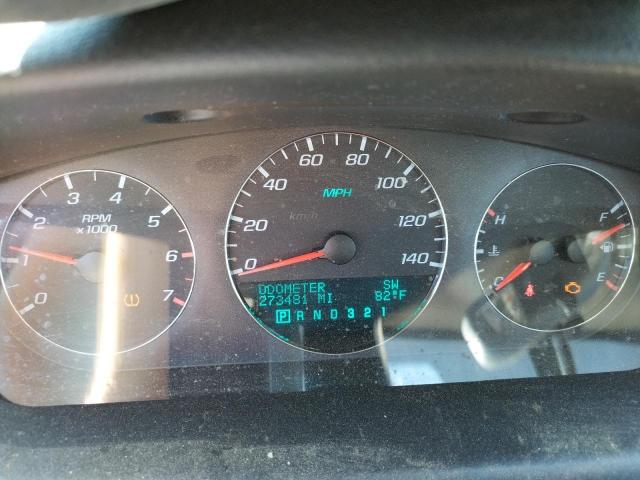 0 1 2 3 4 5 6 7
RPM
x1000
0 20 40 60 80 100 120 140
MPH
km/h
ODOMETER SW
273481 MI 82°F
P R N D 3 2 1
H
C
F
E